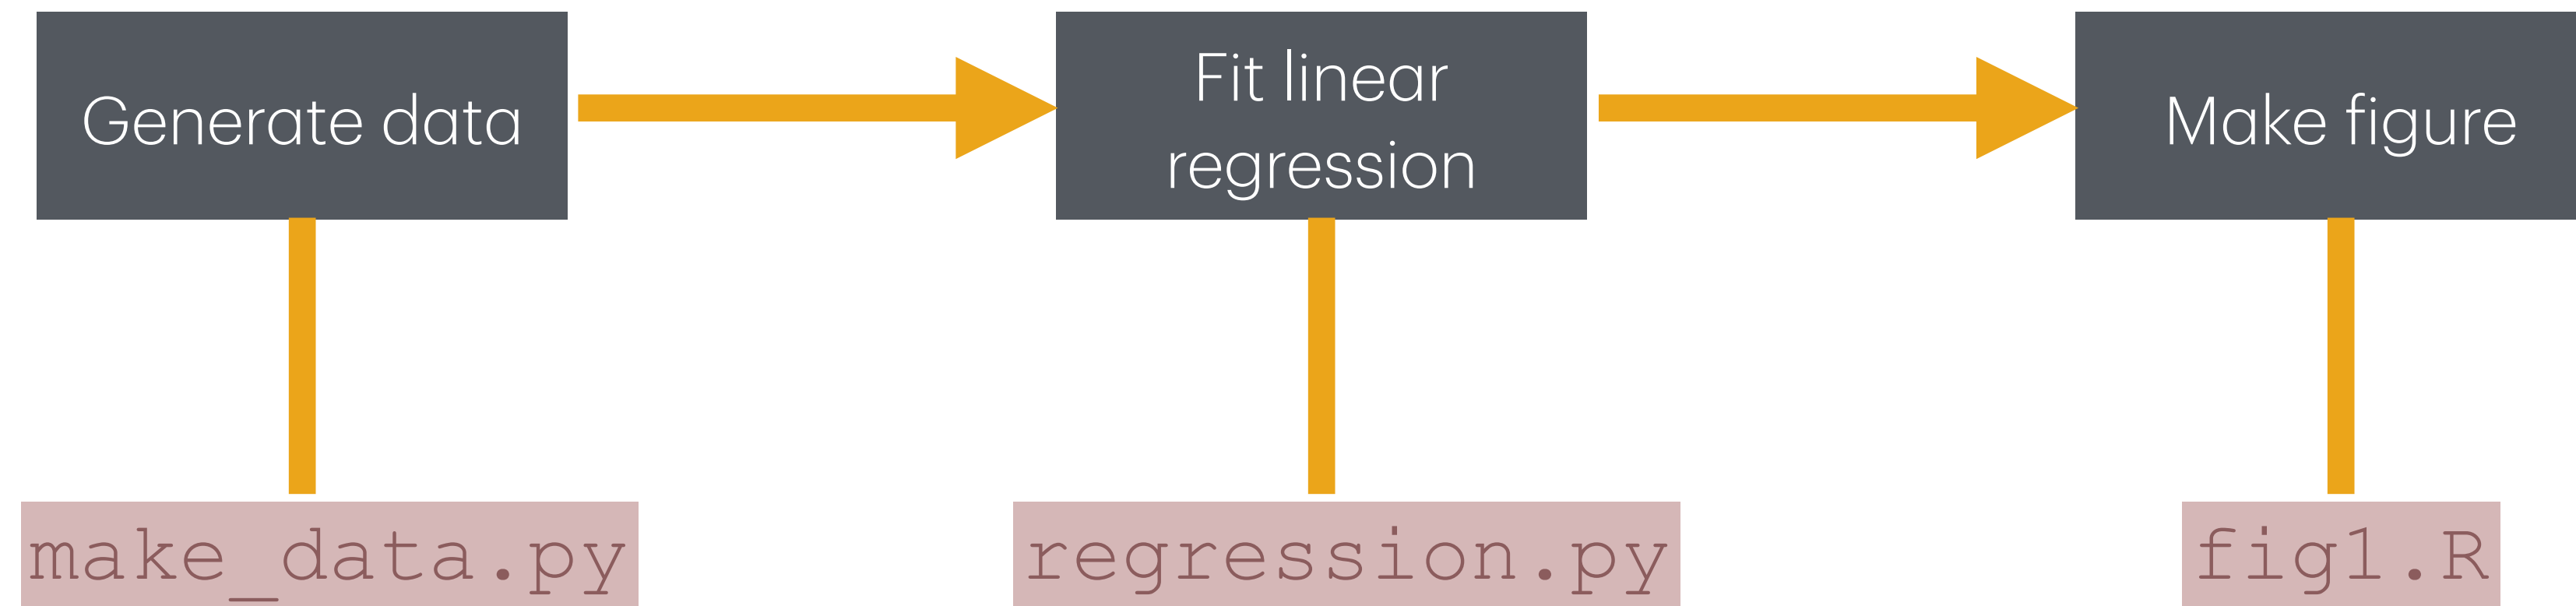 Generate data
Fit linear
regression
Make figure
make_data.py
regression.py
fig1.R